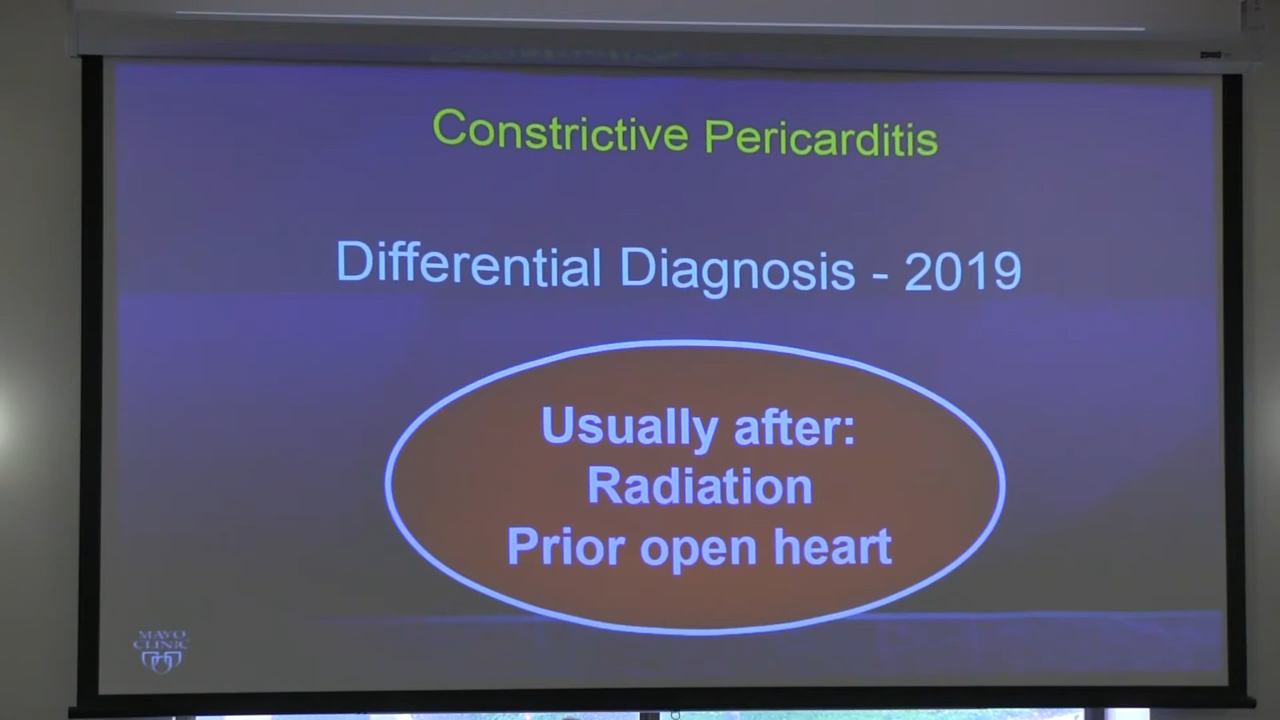 Constrictive Pericarditis
Differential Diagnosis - 2019
Usually after:
Radiation
Prior open heart
MAYO
CLINIC